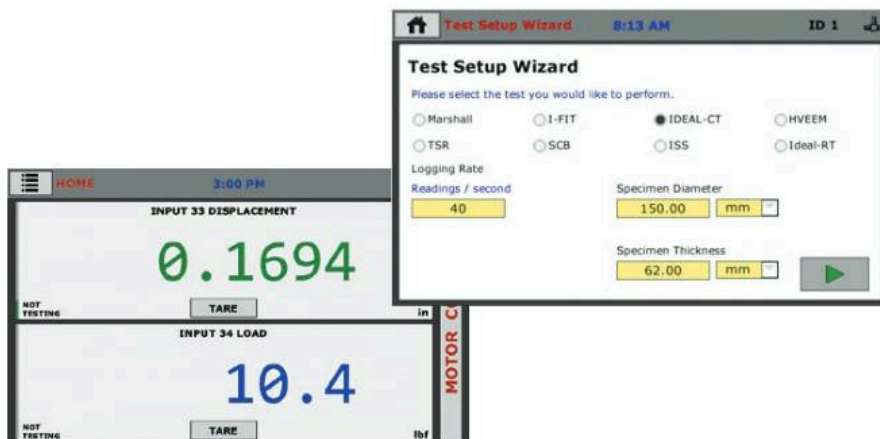 Test Setup Wizard 8:13 AM ID 1
Test Setup Wizard
Please select the test you would like to perform.
Marshall I-FIT IDEAL-CT HVEEM
TSR SCB ISS Ideal-RT
Logging Rate
Readings / second Specimen Diameter
40 150.00 mm
Specimen Thickness
62.00 mm
HOME 3:00 PM
INPUT 33 DISPLACEMENT
0.1694
NOT
TESTING TARE in
INPUT 34 LOAD
10.4
NOT
TESTING TARE lbf
MOTOR